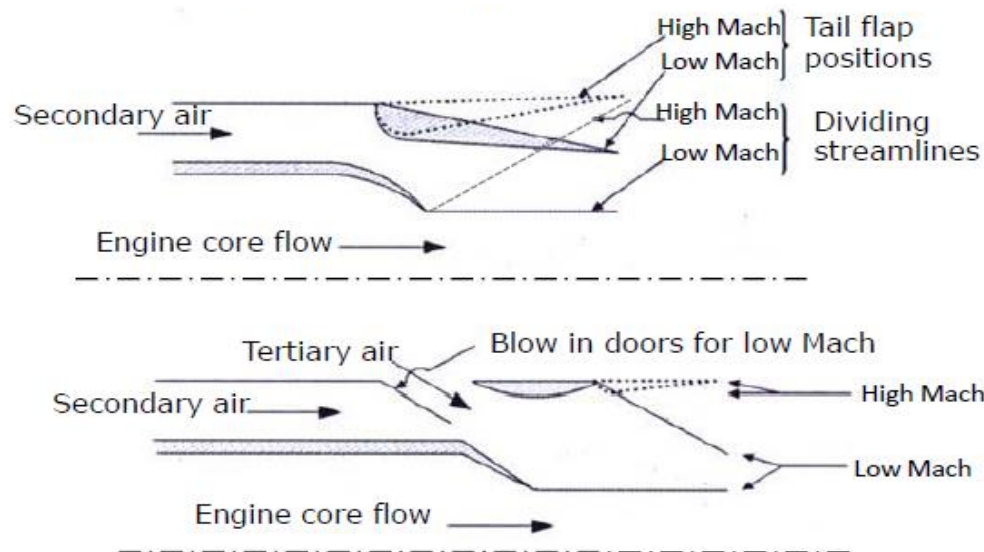 High Mach
Low Mach
Tail flap
positions
Secondary air
High Mach
Low Mach
Dividing
streamlines
Engine core flow
Tertiary air
Blow in doors for low Mach
Secondary air
High Mach
Low Mach
Engine core flow